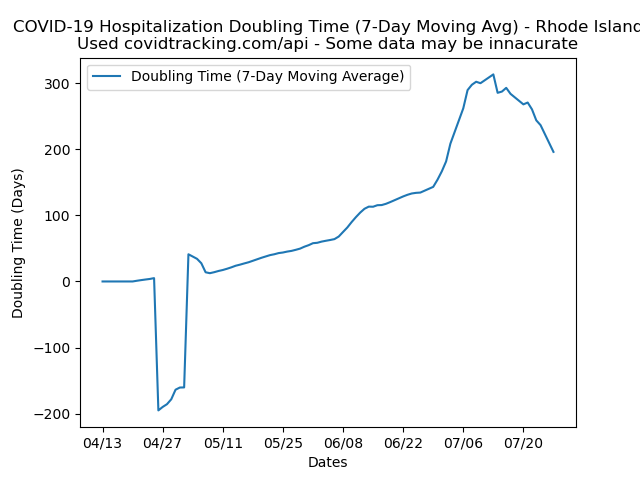 COVID-19 Hospitalization Doubling Time (7-Day Moving Avg) - Rhode Island
Used covidtracking.com/api - Some data may be innacurate
Doubling Time (7-Day Moving Average)
Doubling Time (Days)
300
200
100
0
−100
−200
04/13 04/27 05/11 05/25 06/08 06/22 07/06 07/20
Dates